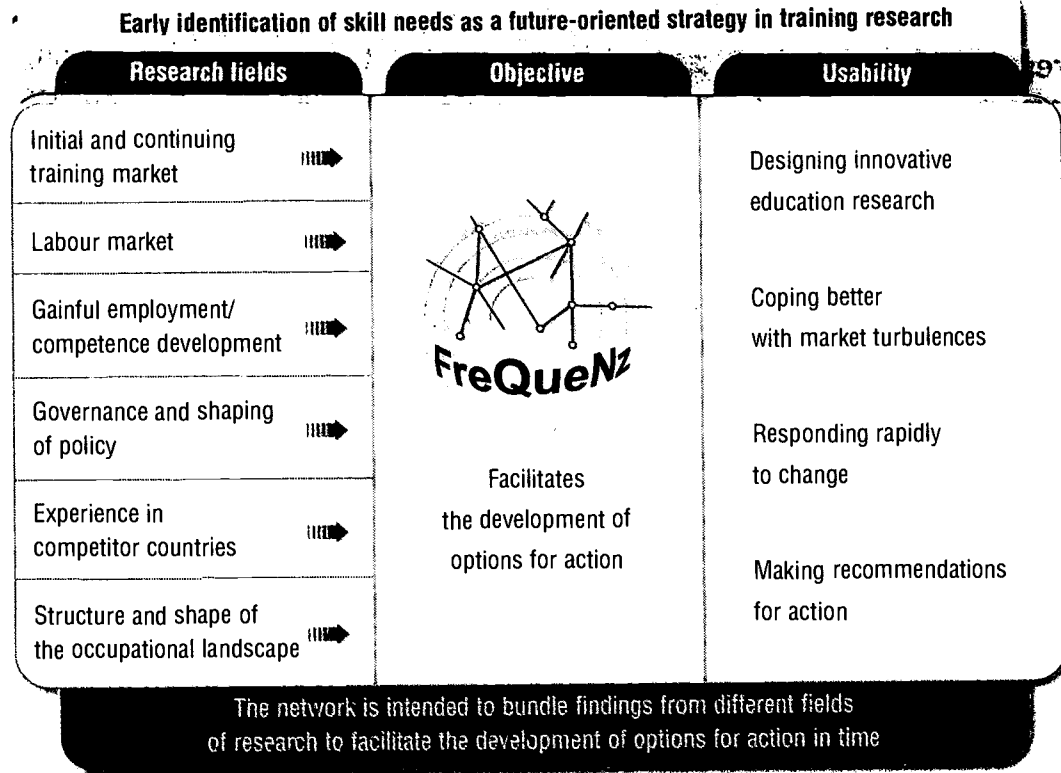 Early identification of skill needs as a future-oriented strategy in training research
Research fields
Objective
Usability
Initial and continuing
training market
Labour market
Gainful employment/
competence development
Governance and shaping
of policy
Experience in
competitor countries
Structure and shape of
the occupational landscape
FreQueNz
Facilitates
the development of
options for action
Designing innovative
education research
Coping better
with market turbulences
Responding rapidly
to change
Making recommendations
for action
The network is intended to bundle findings from different fields
of research to facilitate the development of options for action in time